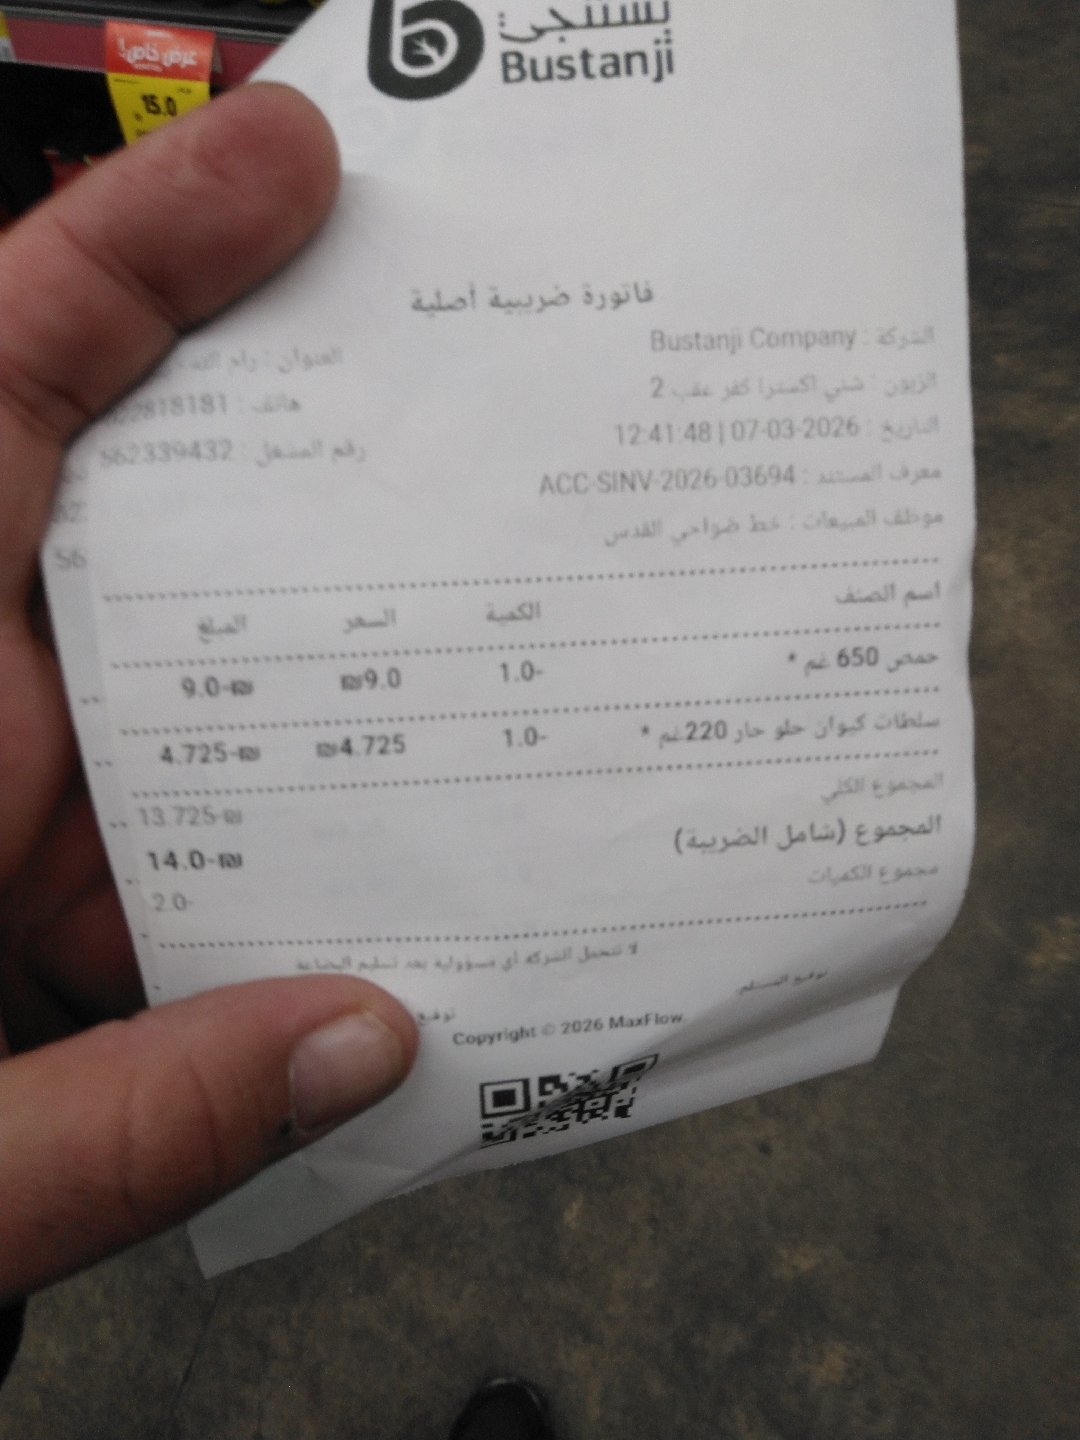 عرض خاص!
15.0
بستنجي
Bustanji
فاتورة ضريبية أصلية
الشركة : Bustanji Company
العنوان : رام الله
الزبون : شني اكسترا كفر عقب 2
هاتف : 22818181
التاريخ : 12:41:48 | 07-03-2026
رقم المشغل : 562339432
معرف المستند : ACC-SINV-2026-03694
موظف المبيعات : خط ضواحي القدس
56
اسم الصنف الكمية السعر المبلغ
حمص 650 غم * 1.0- ₪9.0 9.0-₪
سلطات كيوان حلو حار 220غم * 1.0- ₪4.725 4.725-₪
المجموع الكلي 13.725-₪
المجموع (شامل الضريبة) 14.0-₪
مجموع الكميات 2.0-
لا تتحمل الشركة أي مسؤولية بعد تسليم البضاعة
توقيع المستلم
توقيع
Copyright © 2026 MaxFlow.